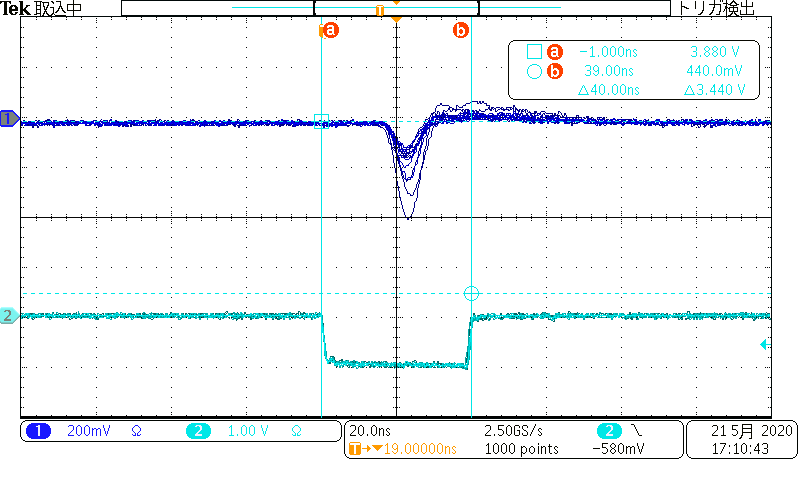 Tek 取込中 T トリガ検出
a b
a −1.000ns 3.880 V
b 39.00ns 440.0mV
△40.00ns △3.440 V
1
2
1 200mV Ω 2 1.00 V Ω
20.0ns 2.50GS/s 2
T→▼19.00000ns 1000 points −580mV
21 5月 2020
17:10:43